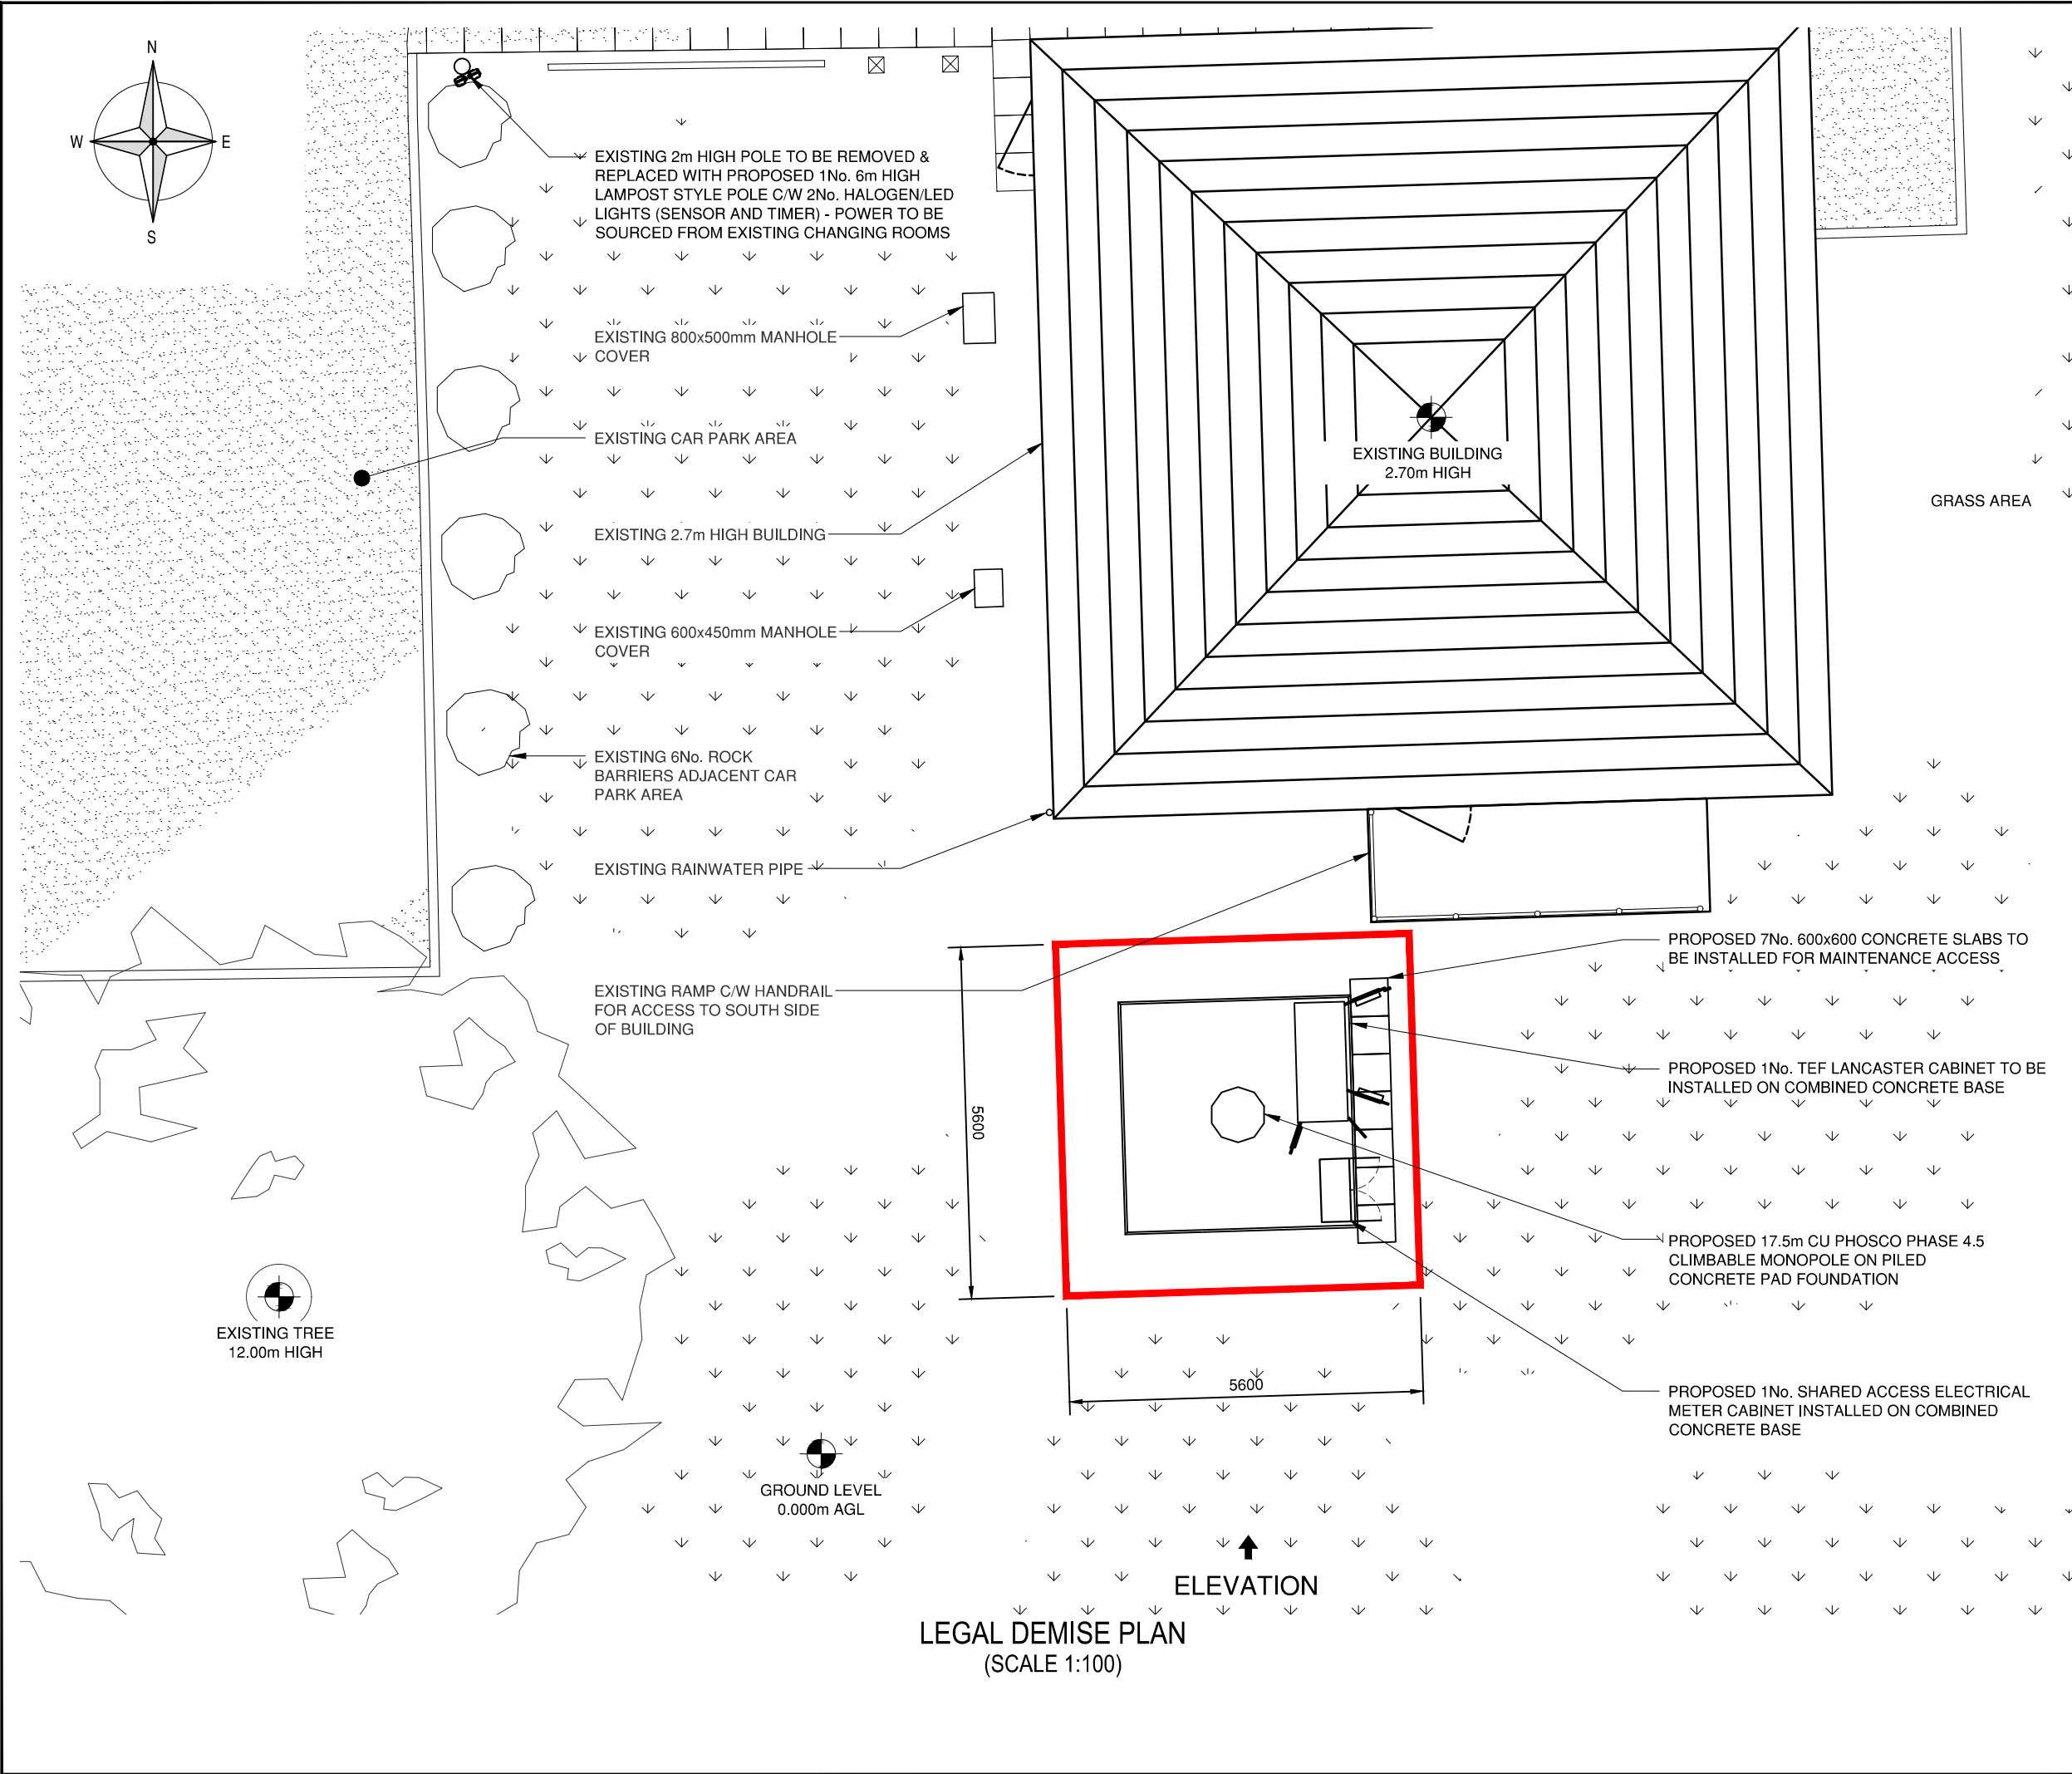 N
W
E
S
EXISTING 2m HIGH POLE TO BE REMOVED &
REPLACED WITH PROPOSED 1No. 6m HIGH
LAMPOST STYLE POLE C/W 2No. HALOGEN/LED
LIGHTS (SENSOR AND TIMER) - POWER TO BE
SOURCED FROM EXISTING CHANGING ROOMS
EXISTING 800x500mm MANHOLE
COVER
EXISTING CAR PARK AREA
EXISTING BUILDING
2.70m HIGH
GRASS AREA
EXISTING 2.7m HIGH BUILDING
EXISTING 600x450mm MANHOLE
COVER
EXISTING 6No. ROCK
BARRIERS ADJACENT CAR
PARK AREA
EXISTING RAINWATER PIPE
EXISTING RAMP C/W HANDRAIL
FOR ACCESS TO SOUTH SIDE
OF BUILDING
PROPOSED 7No. 600x600 CONCRETE SLABS TO
BE INSTALLED FOR MAINTENANCE ACCESS
PROPOSED 1No. TEF LANCASTER CABINET TO BE
INSTALLED ON COMBINED CONCRETE BASE
5600
PROPOSED 17.5m CU PHOSCO PHASE 4.5
CLIMBABLE MONOPOLE ON PILED
CONCRETE PAD FOUNDATION
EXISTING TREE
12.00m HIGH
5600
PROPOSED 1No. SHARED ACCESS ELECTRICAL
METER CABINET INSTALLED ON COMBINED
CONCRETE BASE
GROUND LEVEL
0.000m AGL
ELEVATION
LEGAL DEMISE PLAN
(SCALE 1:100)